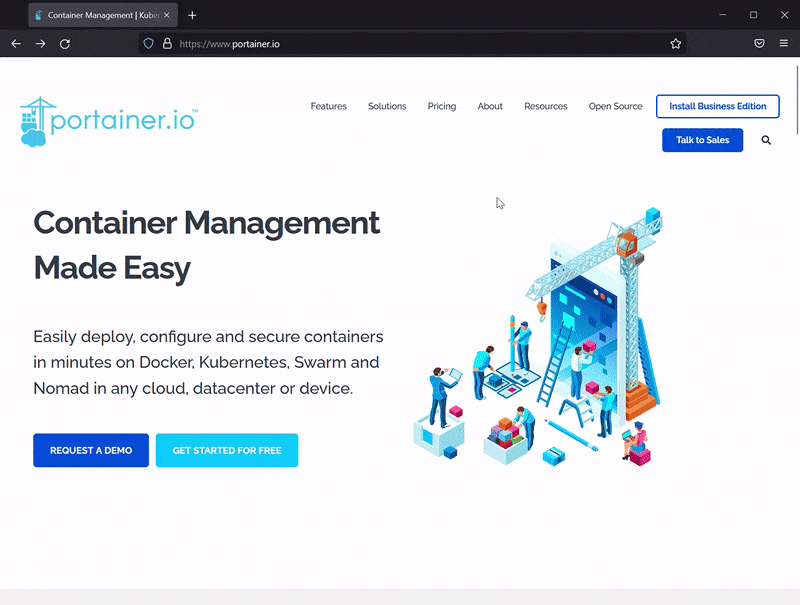 Container Management | Kuber
https://www.portainer.io
portainer.io™
Features
Solutions
Pricing
About
Resources
Open Source
Install Business Edition
Talk to Sales
Container Management
Made Easy
Easily deploy, configure and secure containers
in minutes on Docker, Kubernetes, Swarm and
Nomad in any cloud, datacenter or device.
REQUEST A DEMO
GET STARTED FOR FREE